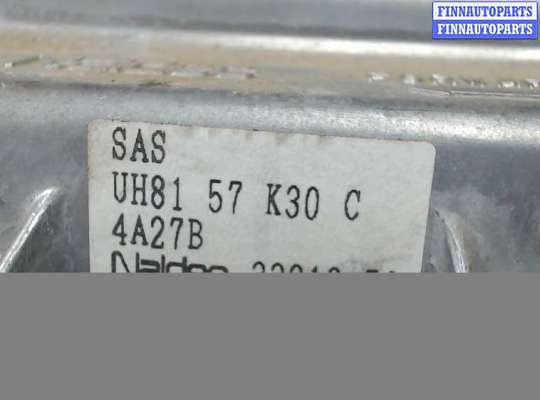 FINNAUTOPARTS
FINNAUTOPARTS
SAS
UH81 57 K30 C
4A27B